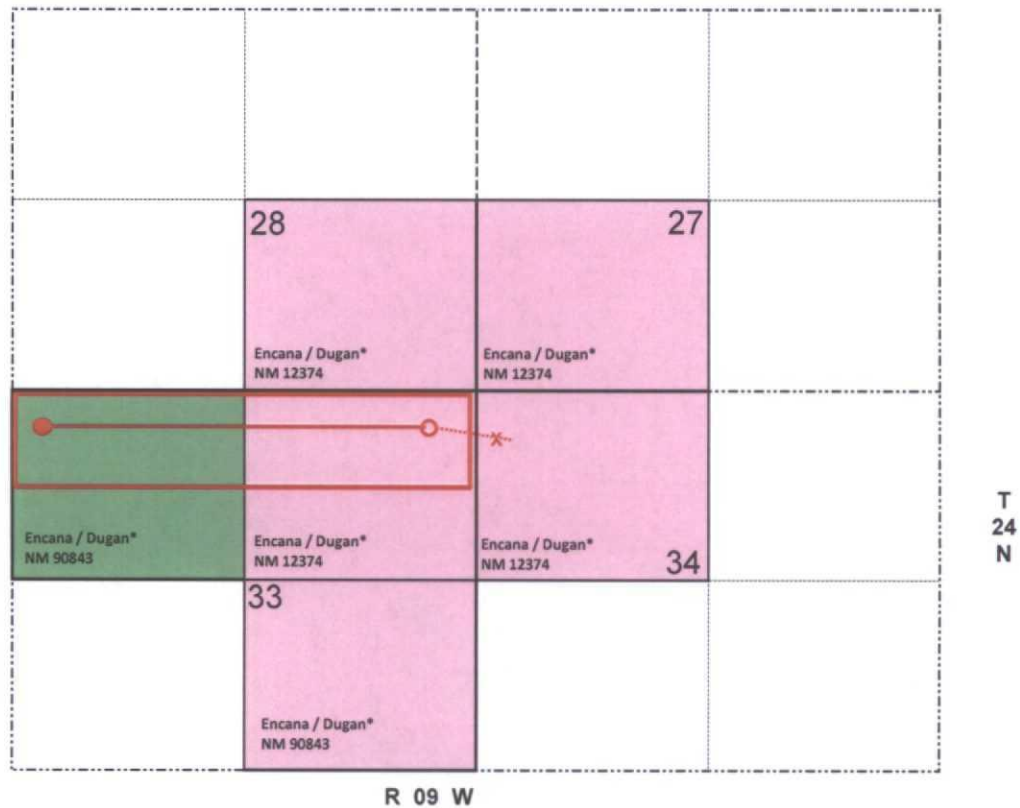 28
27
Encana / Dugan*
NM 12374
Encana / Dugan*
NM 12374
x
Encana / Dugan*
NM 90843
Encana / Dugan*
NM 12374
Encana / Dugan*
NM 12374
34
T
24
N
33
Encana / Dugan*
NM 90843
R 09 W